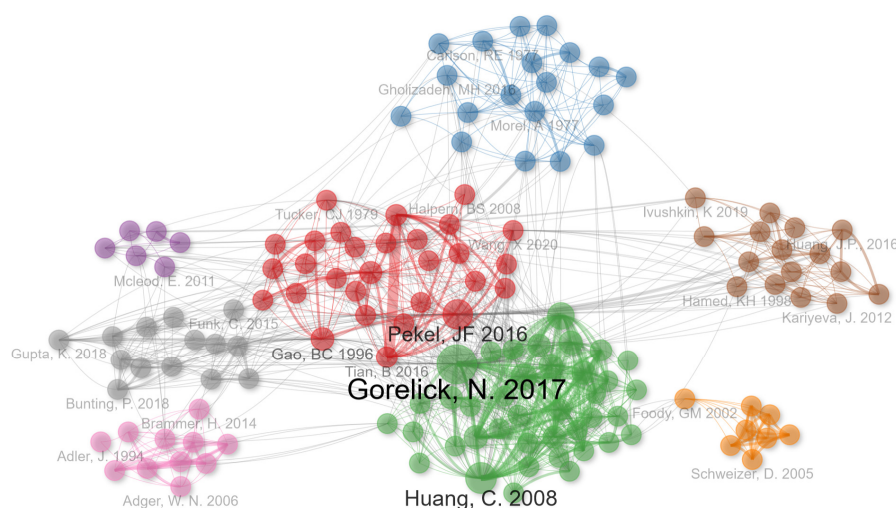 Carlson, RE 1977
Gholizadeh, MH 2016
Morel, A 1977
Tucker, CJ 1979
Halpern, BS 2008
Ivushkin, K 2019
Wang, X 2020
Huang, J.P. 2016
Mcleod, E. 2011
Hamed, KH 1998
Kariyeva, J. 2012
Funk, C. 2015
Pekel, JF 2016
Gupta, K. 2018
Gao, BC 1996
Tian, B 2016
Gorelick, N. 2017
Bunting, P. 2018
Foody, GM 2002
Brammer, H. 2014
Adler, J. 1994
Schweizer, D. 2005
Adger, W. N. 2006
Huang, C. 2008